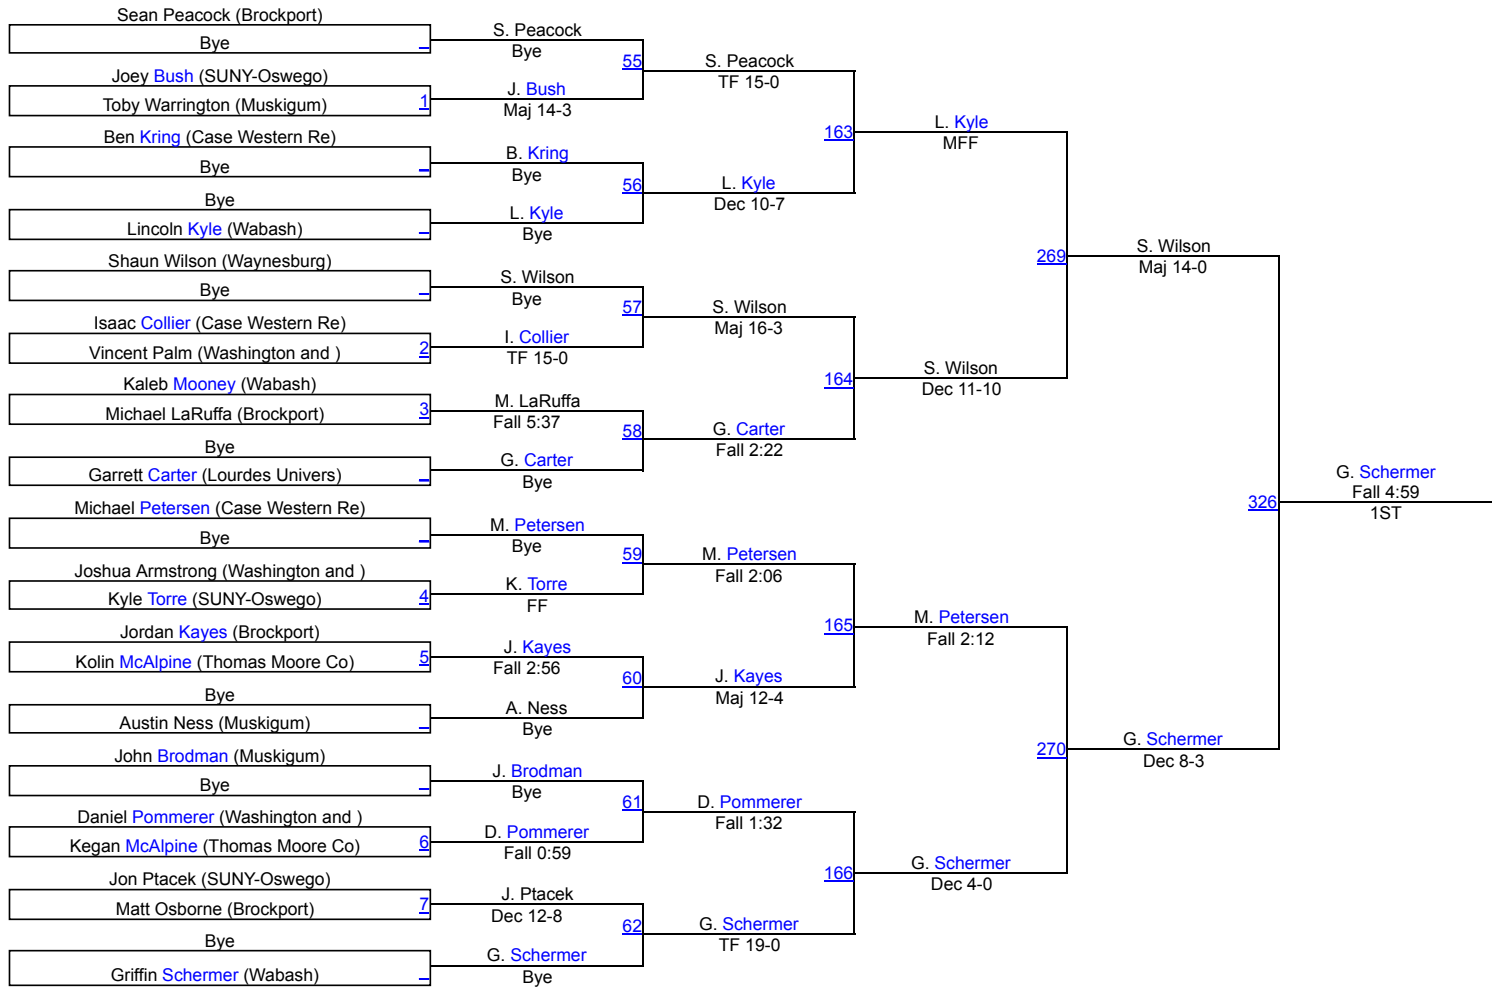 Sean Peacock (Brockport)
Bye
Joey Bush (SUNY-Oswego)
Toby Warrington (Muskigum) 1
Ben Kring (Case Western Re)
Bye
Bye
Lincoln Kyle (Wabash)
Shaun Wilson (Waynesburg)
Bye
Isaac Collier (Case Western Re)
Vincent Palm (Washington and ) 2
Kaleb Mooney (Wabash)
Michael LaRuffa (Brockport) 3
Bye
Garrett Carter (Lourdes Univers)
Michael Petersen (Case Western Re)
Bye
Joshua Armstrong (Washington and )
Kyle Torre (SUNY-Oswego) 4
Jordan Kayes (Brockport)
Kolin McAlpine (Thomas Moore Co) 5
Bye
Austin Ness (Muskigum)
John Brodman (Muskigum)
Bye
Daniel Pommerer (Washington and )
Kegan McAlpine (Thomas Moore Co) 6
Jon Ptacek (SUNY-Oswego)
Matt Osborne (Brockport) 7
Bye
Griffin Schermer (Wabash)
S. Peacock
Bye
55
J. Bush
Maj 14-3
B. Kring
Bye
56
L. Kyle
Bye
S. Wilson
Bye
57
I. Collier
TF 15-0
M. LaRuffa
Fall 5:37
58
G. Carter
Bye
M. Petersen
Bye
59
K. Torre
FF
J. Kayes
Fall 2:56
60
A. Ness
Bye
J. Brodman
Bye
61
D. Pommerer
Fall 0:59
J. Ptacek
Dec 12-8
62
G. Schermer
Bye
S. Peacock
TF 15-0
163
L. Kyle
Dec 10-7
S. Wilson
Maj 16-3
164
G. Carter
Fall 2:22
M. Petersen
Fall 2:06
165
J. Kayes
Maj 12-4
D. Pommerer
Fall 1:32
166
G. Schermer
TF 19-0
L. Kyle
MFF
269
S. Wilson
Dec 11-10
M. Petersen
Fall 2:12
270
G. Schermer
Dec 4-0
S. Wilson
Maj 14-0
326
G. Schermer
Dec 8-3
G. Schermer
Fall 4:59
1ST